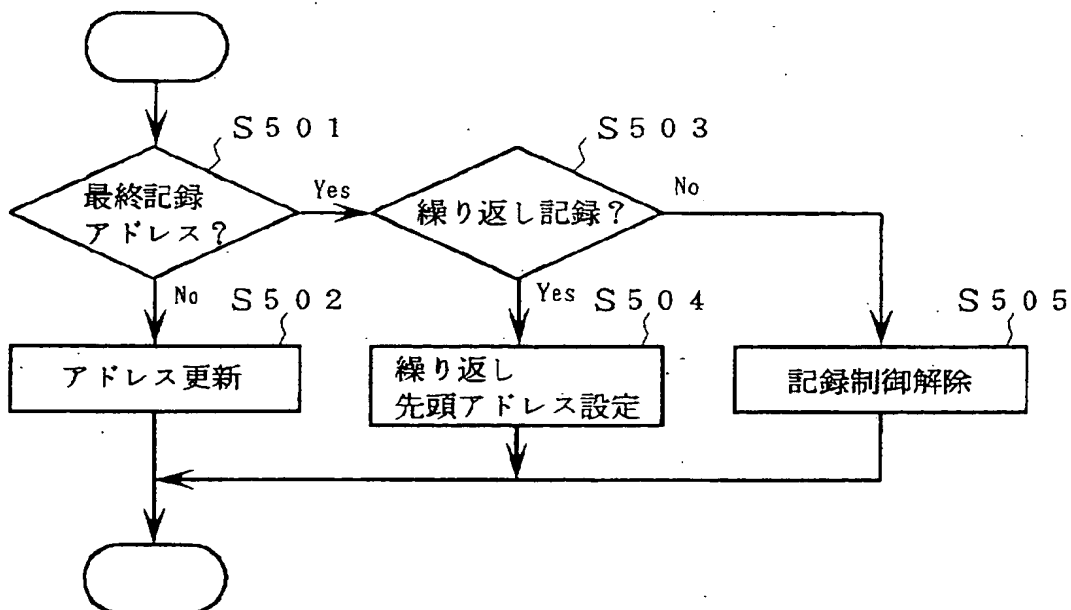 Ｓ５０１
最終記録
アドレス？
Yes
Ｓ５０３
繰り返し記録？
No
No
Ｓ５０２
アドレス更新
Yes
Ｓ５０４
繰り返し
先頭アドレス設定
Ｓ５０５
記録制御解除